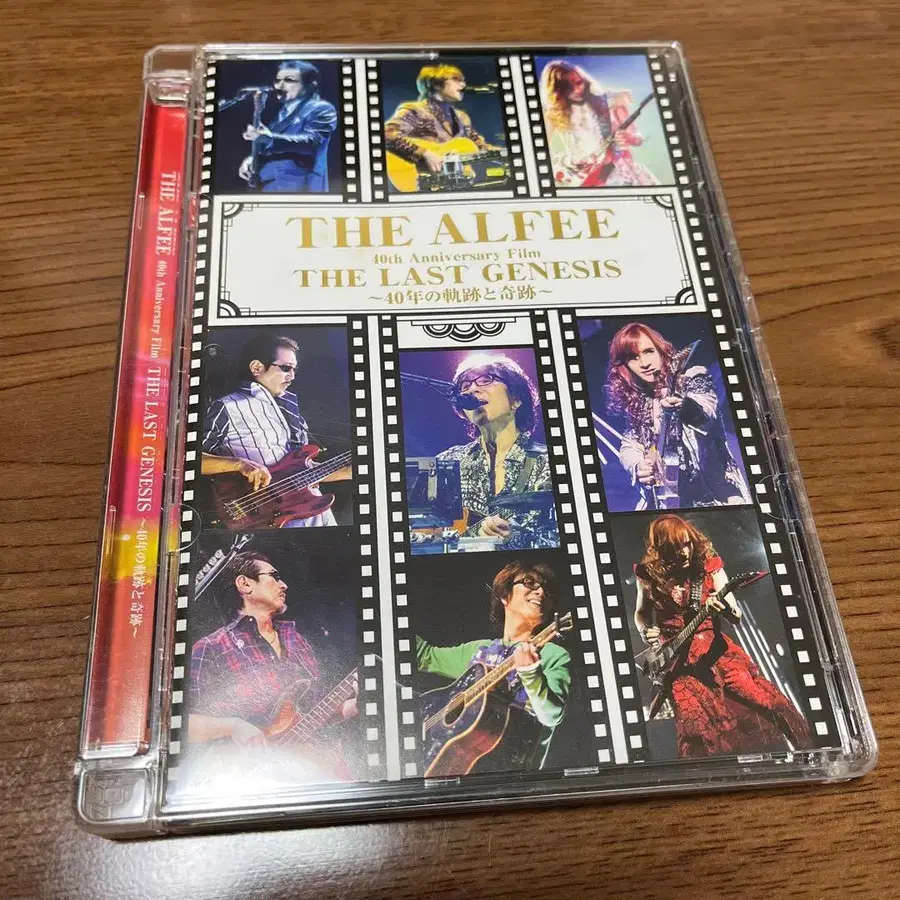 THE ALFEE
40th Anniversary Film
THE LAST GENESIS
～40年の軌跡と奇跡～
THE ALFEE 40th Anniversary Film THE LAST GENESIS ～40年の軌跡と奇跡～